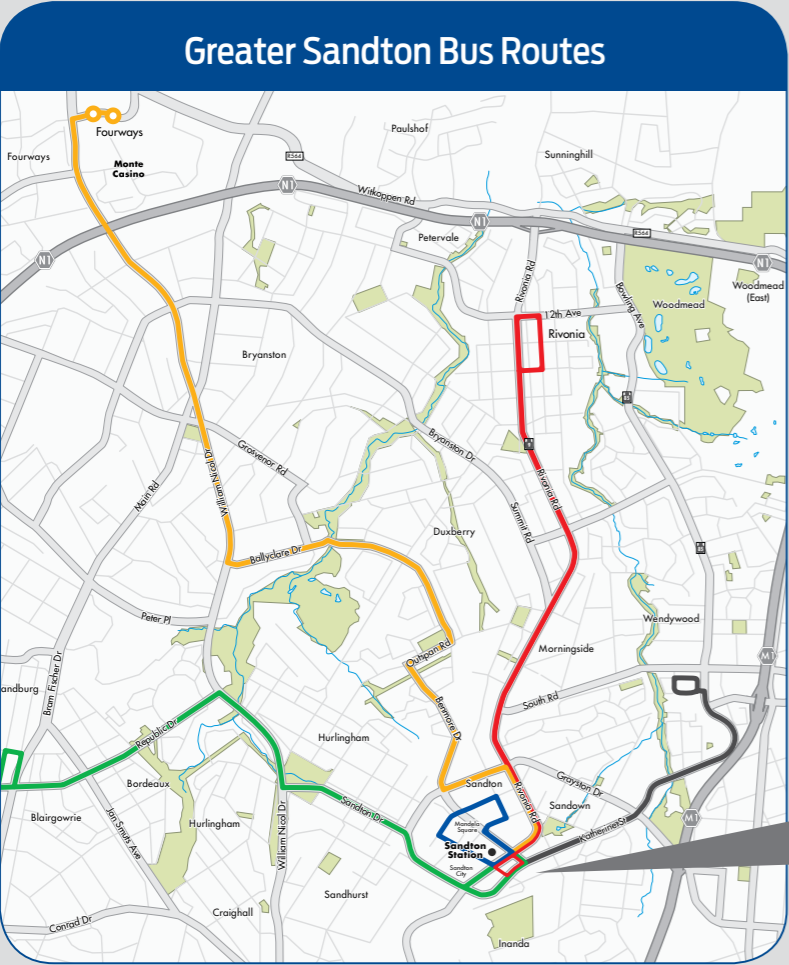 Greater Sandton Bus Routes
Fourways
Paulshof
Fourways
Monte
Casino
R564
Sunninghill
N1
Witkoppen Rd
N1
Petervale
R564
N1
N1
Rivonia Rd
Woodmead
(East)
Woodmead
Bowling Ave
12th Ave
Rivonia
Bryanston
Bryanston Dr
Grosvenor Rd
William Nicol Dr
Main Rd
Rivonia Rd
Summit Rd
Duxberry
Ballyclare Dr
Peter Pl
Wendywood
Outspan Rd
Morningside
M1
andburg
Bram Fischer Dr
South Rd
Benmore Dr
Republic Dr
Hurlingham
Bordeaux
Sandton
Grayston Dr
Rivonia Rd
Sandown
Blairgowrie
Jan Smuts Ave
Hurlingham
William Nicol Dr
Sandton Dr
Mandela
Square
Katherine St
M1
Sandton
Station
Sandton
City
Sandhurst
Craighall
Conrad Dr
Inanda